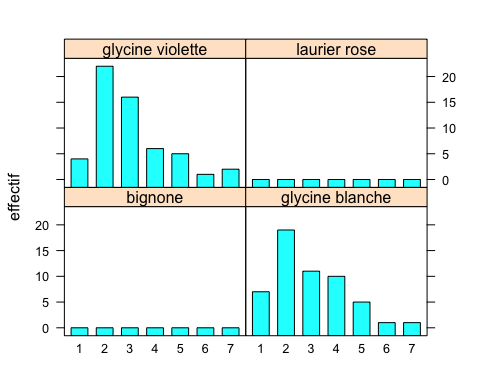 glycine violette laurier rose
20
15
10
5
0
effectif
bignone glycine blanche
20
15
10
5
0
1 2 3 4 5 6 7 1 2 3 4 5 6 7